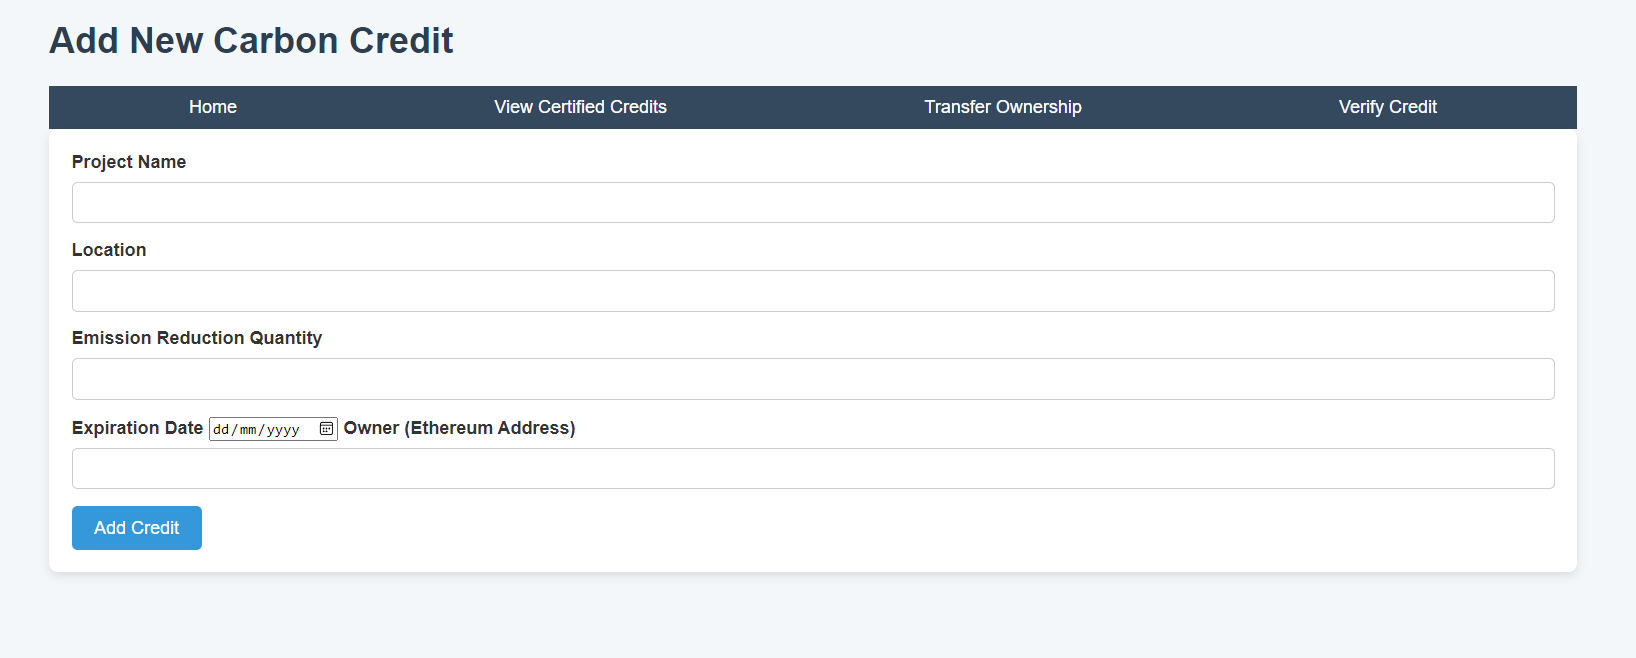 Add New Carbon Credit
Home View Certified Credits Transfer Ownership Verify Credit
Project Name
Location
Emission Reduction Quantity
Expiration Date dd/mm/yyyy Owner (Ethereum Address)
Add Credit